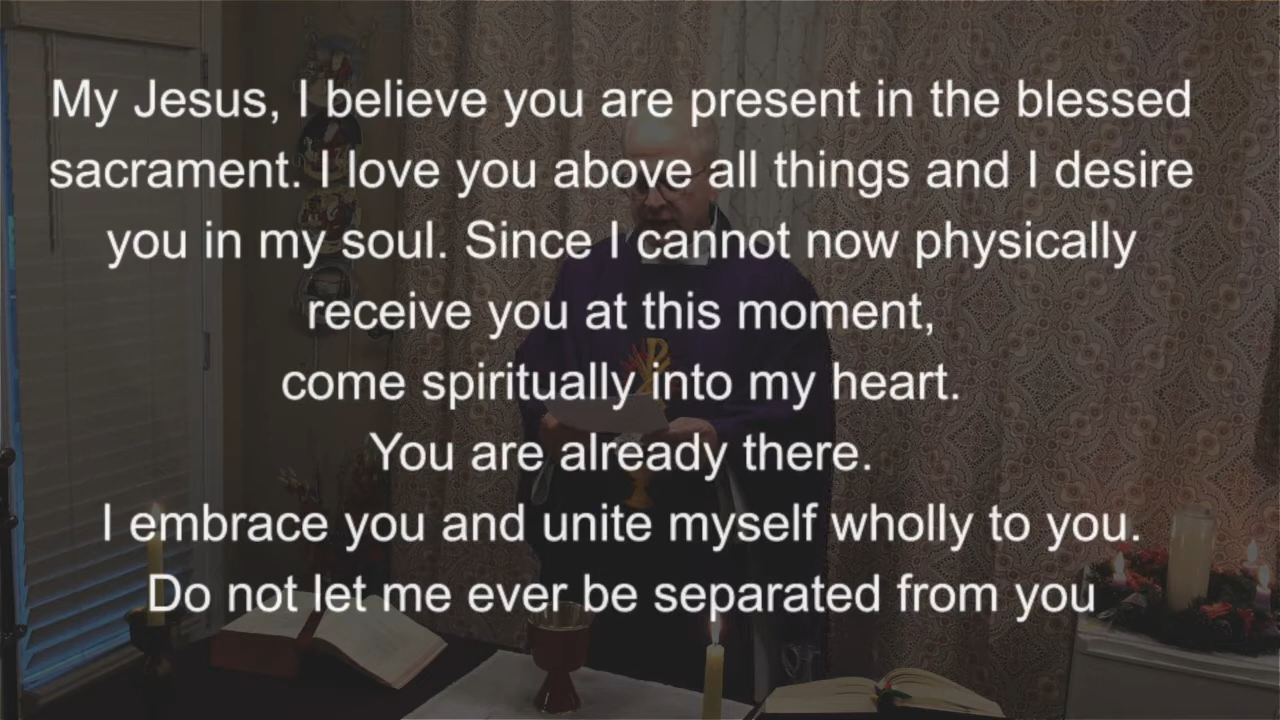 My Jesus, I believe you are present in the blessed
sacrament. I love you above all things and I desire
you in my soul. Since I cannot now physically
receive you at this moment,
come spiritually into my heart.
You are already there.
I embrace you and unite myself wholly to you.
Do not let me ever be separated from you